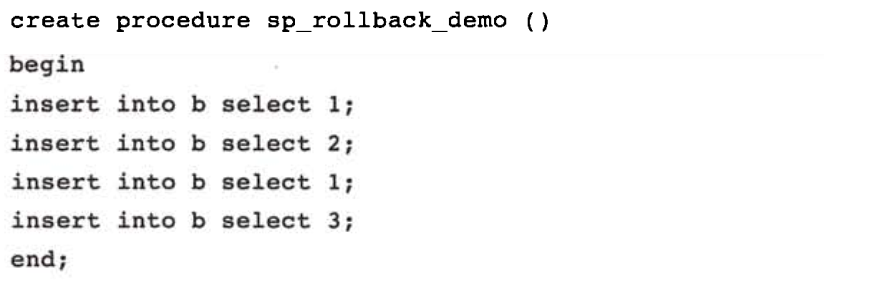 create procedure sp_rollback_demo ()
begin
insert into b select 1;
insert into b select 2;
insert into b select 1;
insert into b select 3;
end;